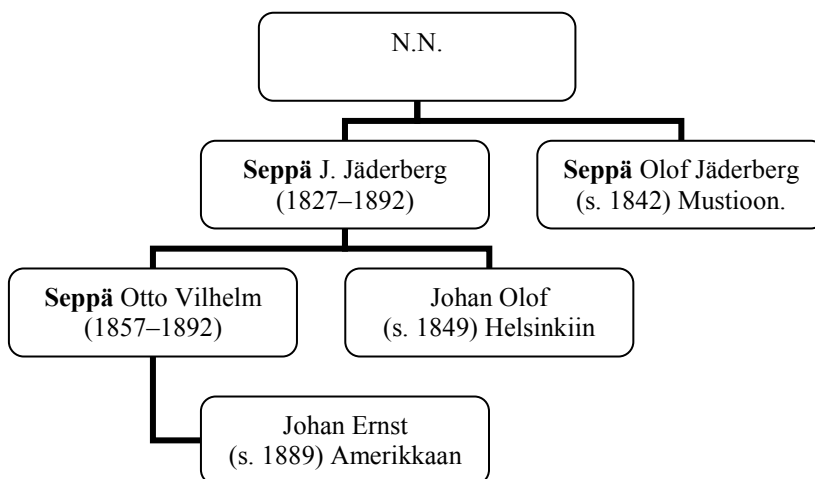 N.N.
Seppä J. Jäderberg
(1827–1892)
Seppä Olof Jäderberg
(s. 1842) Mustioon.
Seppä Otto Vilhelm
(1857–1892)
Johan Olof
(s. 1849) Helsinkiin
Johan Ernst
(s. 1889) Amerikkaan